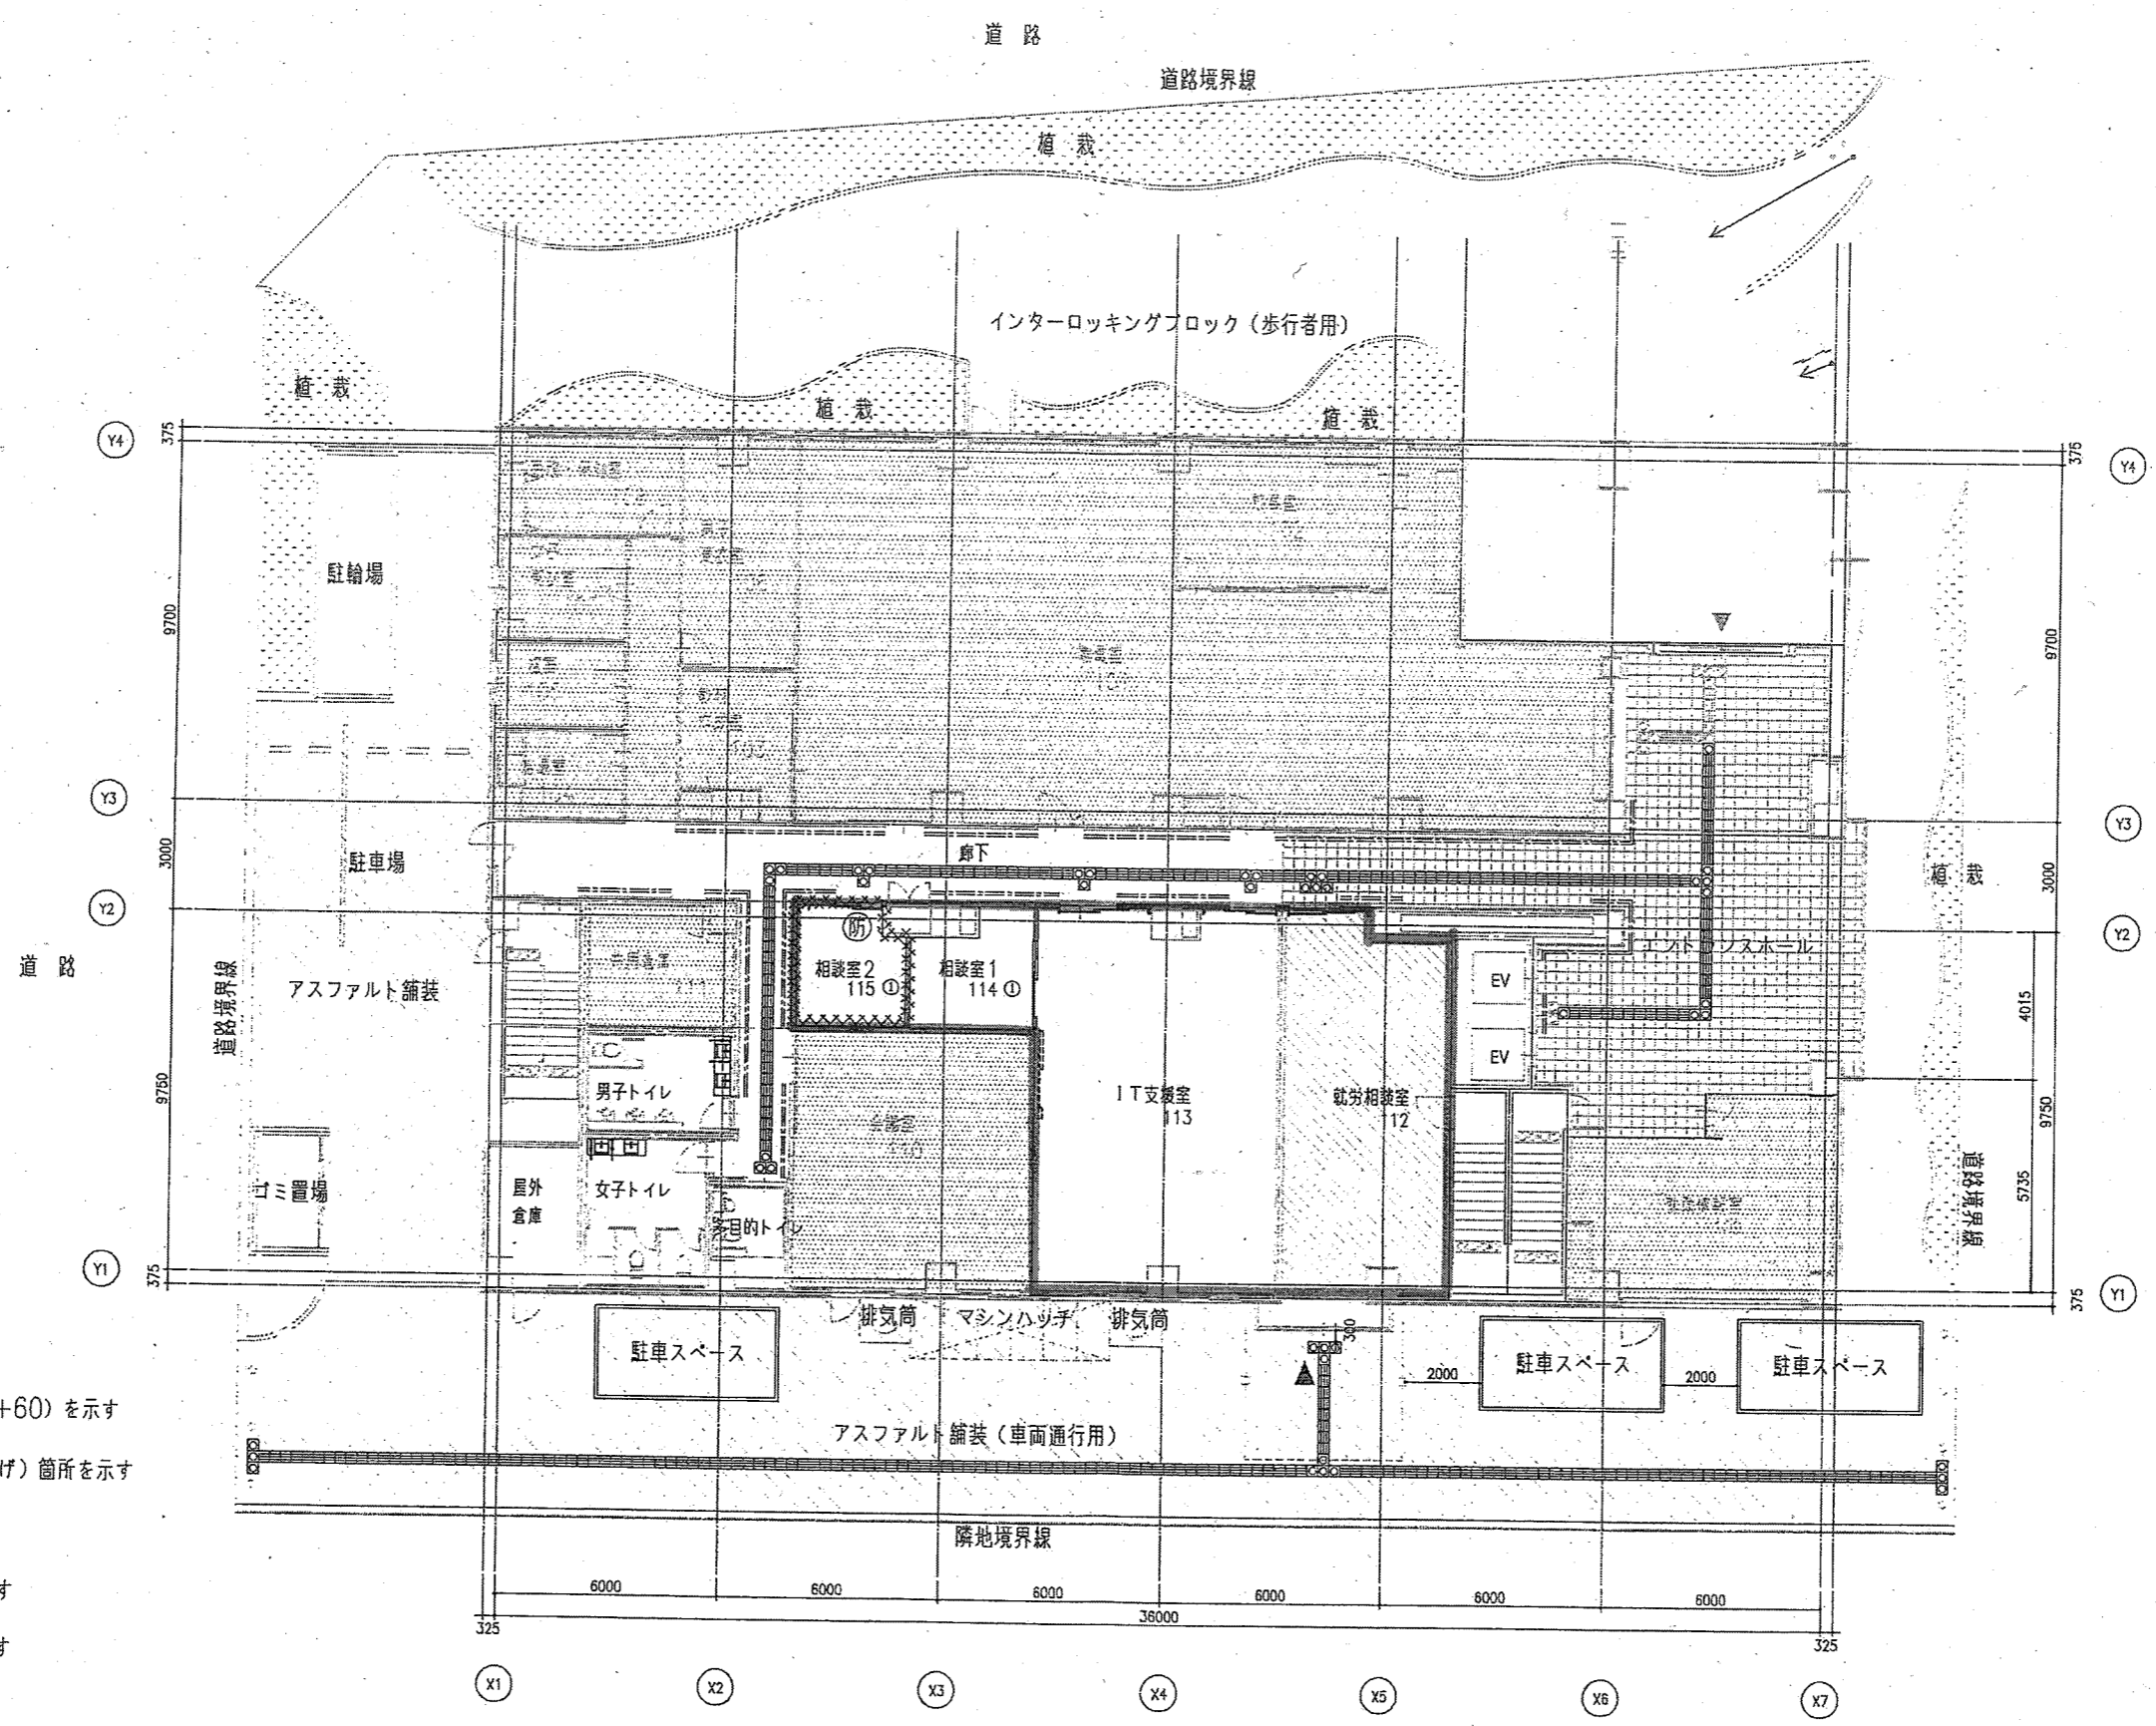 道 路
道路境界線
植 栽
インターロッキングブロック（歩行者用）
植 栽
植 栽
植 栽
Y4
375
375
Y4
駐輪場
9700
9700
Y3
Y3
廊下
駐車場
3000
3000
植 栽
Y2
Y2
防
エントランスホール
道 路
道路境界線
アスファルト舗装
相談室2
115 ①
相談室1
114 ①
EV
4015
EV
男子トイレ
IT支援室
113
就労相談室
112
9750
9750
ゴミ置場
屋外
倉庫
女子トイレ
多目的トイレ
5735
道路境界線
Y1
375
375
Y1
排気筒
マシンハッチ
排気筒
300
駐車スペース
2000
駐車スペース
2000
駐車スペース
+60）を示す
アスファルト舗装（車両通行用）
げ）箇所を示す
隣地境界線
す
6000
6000
6000
6000
6000
6000
36000
325
325
す
X1
X2
X3
X4
X5
X6
X7